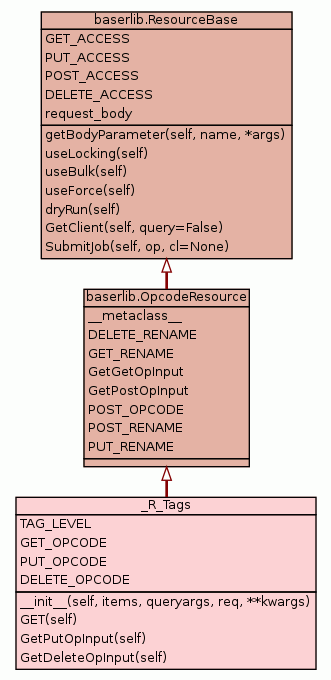 baserlib.ResourceBase
GET_ACCESS
PUT_ACCESS
POST_ACCESS
DELETE_ACCESS
request_body
getBodyParameter(self, name, *args)
useLocking(self)
useBulk(self)
useForce(self)
dryRun(self)
GetClient(self, query=False)
SubmitJob(self, op, cl=None)
baserlib.OpcodeResource
__metaclass__
DELETE_RENAME
GET_RENAME
GetGetOpInput
GetPostOpInput
POST_OPCODE
POST_RENAME
PUT_RENAME
_R_Tags
TAG_LEVEL
GET_OPCODE
PUT_OPCODE
DELETE_OPCODE
__init__(self, items, queryargs, req, **kwargs)
GET(self)
GetPutOpInput(self)
GetDeleteOpInput(self)